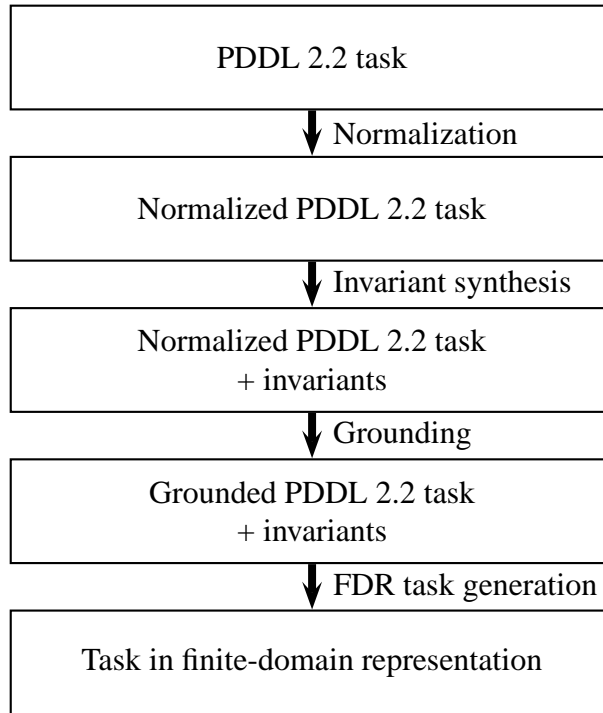 PDDL 2.2 task
Normalization
Normalized PDDL 2.2 task
Invariant synthesis
Normalized PDDL 2.2 task
+ invariants
Grounding
Grounded PDDL 2.2 task
+ invariants
FDR task generation
Task in finite-domain representation